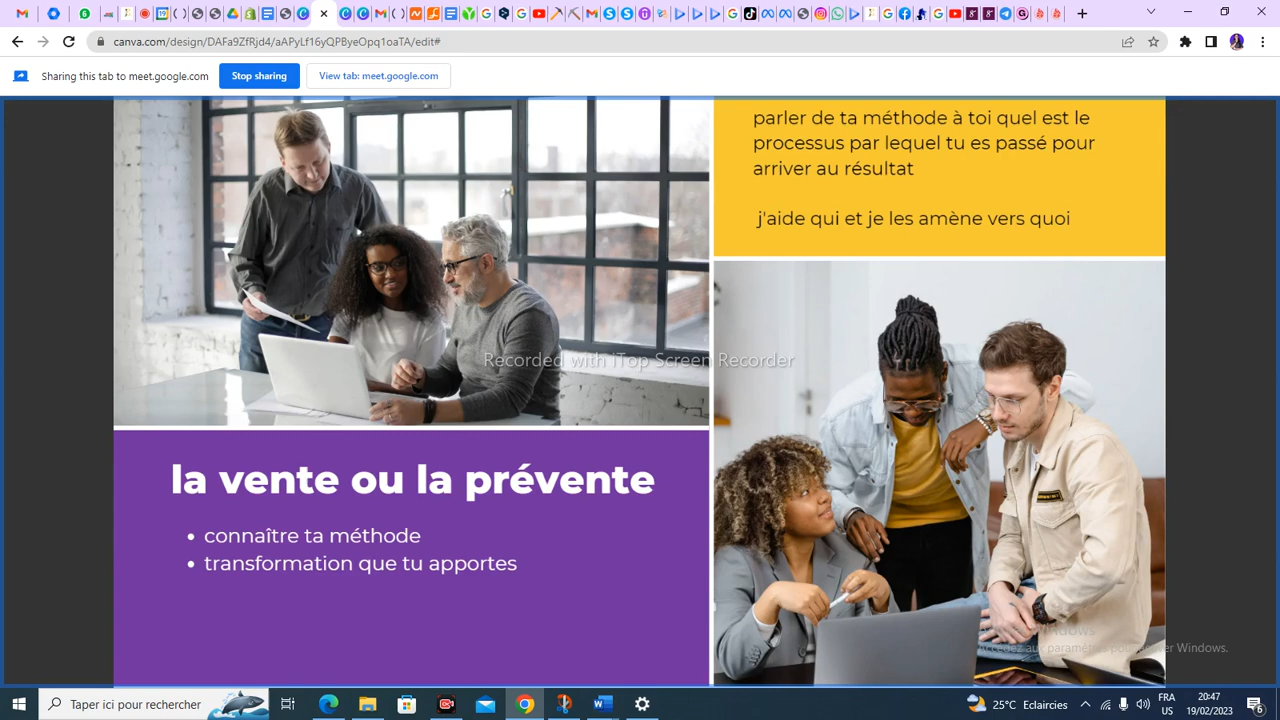 canva.com/design/DAFa9ZfRjd4/aAPyLf16yQPByeOpq1oaTA/edit#
Sharing this tab to meet.google.com
Stop sharing
View tab: meet.google.com
parler de ta méthode à toi quel est le
processus par lequel tu es passé pour
arriver au résultat
j'aide qui et je les amène vers quoi
Recorded with iTop Screen Recorder
la vente ou la prévente
• connaître ta méthode
• transformation que tu apportes
Windows.
Taper ici pour rechercher
25°C Eclaircies
FRA
US
20:47
19/02/2023
6